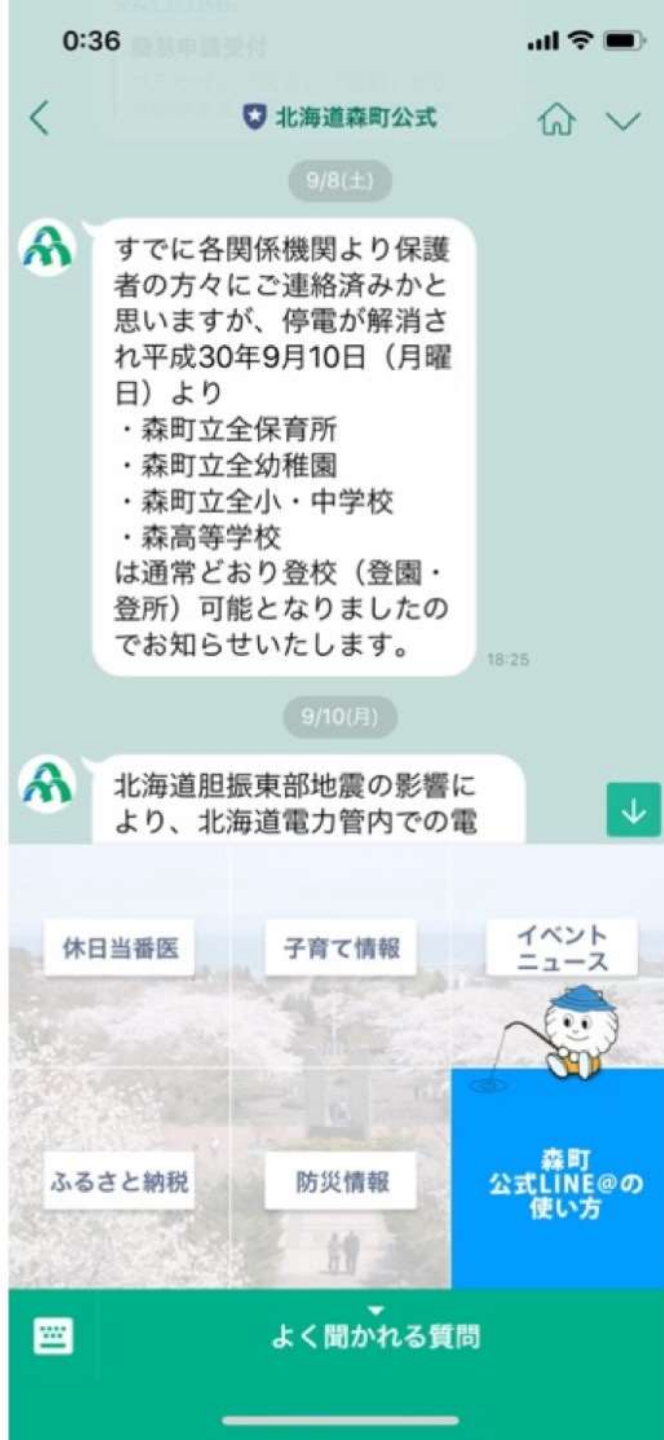 0:36
北海道森町公式
9/8(土)
すでに各関係機関より保護
者の方々にご連絡済みかと
思いますが、停電が解消さ
れ平成30年9月10日（月曜
日）より
・森町立全保育所
・森町立全幼稚園
・森町立全小・中学校
・森高等学校
は通常どおり登校（登園・
登所）可能となりましたの
でお知らせいたします。
18:25
9/10(月)
北海道胆振東部地震の影響に
より、北海道電力管内での電
休日当番医
子育て情報
イベント
ニュース
ふるさと納税
防災情報
森町
公式LINE@の
使い方
よく聞かれる質問